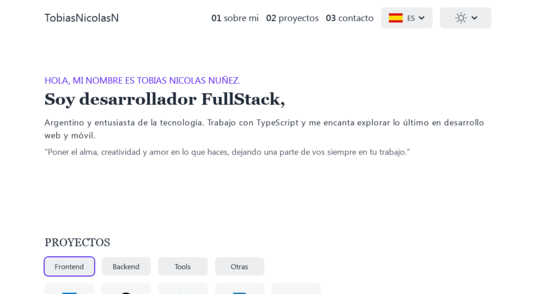 TobiasNicolasN
01 sobre mi
02 proyectos
03 contacto
ES
HOLA, MI NOMBRE ES TOBIAS NICOLAS NUÑEZ.
Soy desarrollador FullStack,
Argentino y entusiasta de la tecnología. Trabajo con TypeScript y me encanta explorar lo último en desarrollo
web y móvil.
"Poner el alma, creatividad y amor en lo que haces, dejando una parte de vos siempre en tu trabajo."
PROYECTOS
Frontend
Backend
Tools
Otras